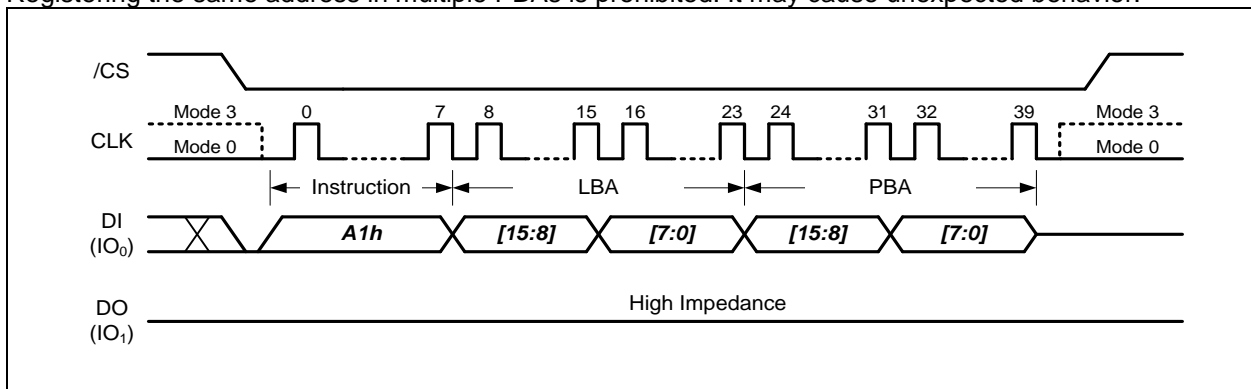 Registering the same address in multiple PBAs is prohibited. It may cause unexpected behavior.
/CS
Mode 3 0 7 8 15 16 23 24 31 32 39 Mode 3
CLK
Mode 0 Mode 0
Instruction LBA PBA
DI
(IO₀)
A1h [15:8] [7:0] [15:8] [7:0]
DO
(IO₁)
High Impedance